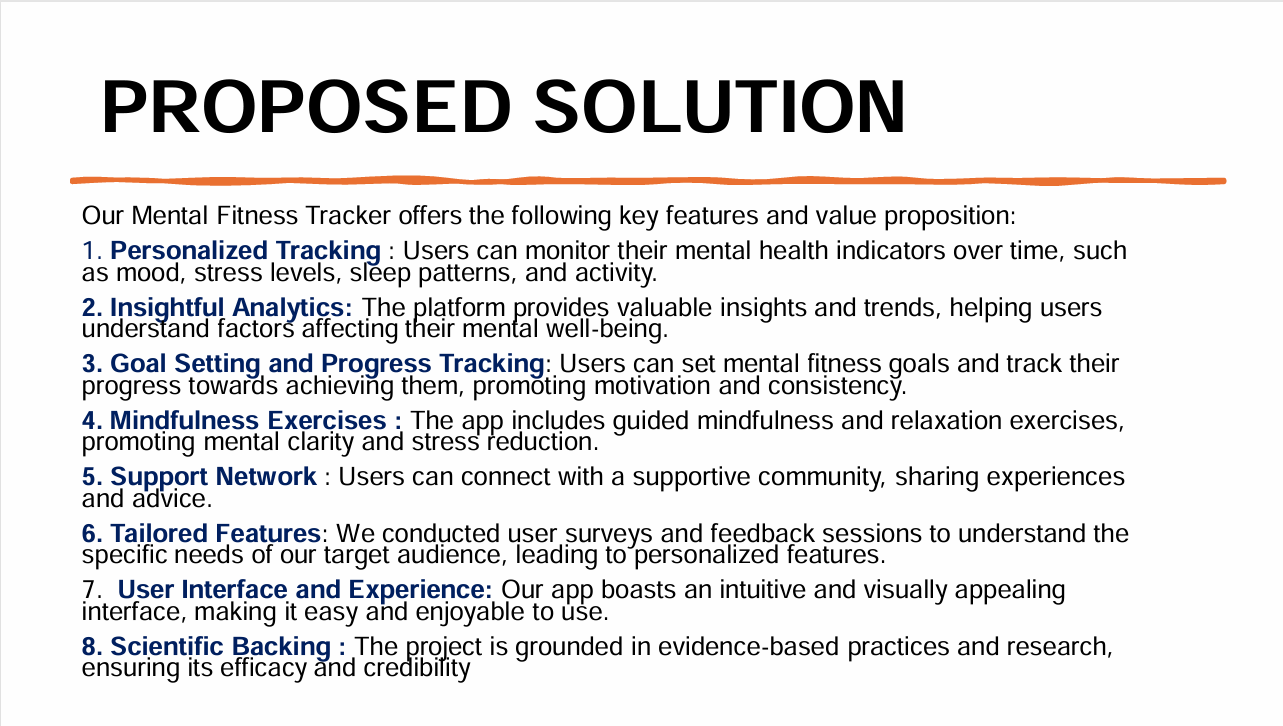 PROPOSED SOLUTION
Our Mental Fitness Tracker offers the following key features and value proposition:
1. Personalized Tracking : Users can monitor their mental health indicators over time, such
as mood, stress levels, sleep patterns, and activity.
2. Insightful Analytics: The platform provides valuable insights and trends, helping users
understand factors affecting their mental well-being.
3. Goal Setting and Progress Tracking: Users can set mental fitness goals and track their
progress towards achieving them, promoting motivation and consistency.
4. Mindfulness Exercises : The app includes guided mindfulness and relaxation exercises,
promoting mental clarity and stress reduction.
5. Support Network : Users can connect with a supportive community, sharing experiences
and advice.
6. Tailored Features: We conducted user surveys and feedback sessions to understand the
specific needs of our target audience, leading to personalized features.
7.  User Interface and Experience: Our app boasts an intuitive and visually appealing
interface, making it easy and enjoyable to use.
8. Scientific Backing : The project is grounded in evidence-based practices and research,
ensuring its efficacy and credibility